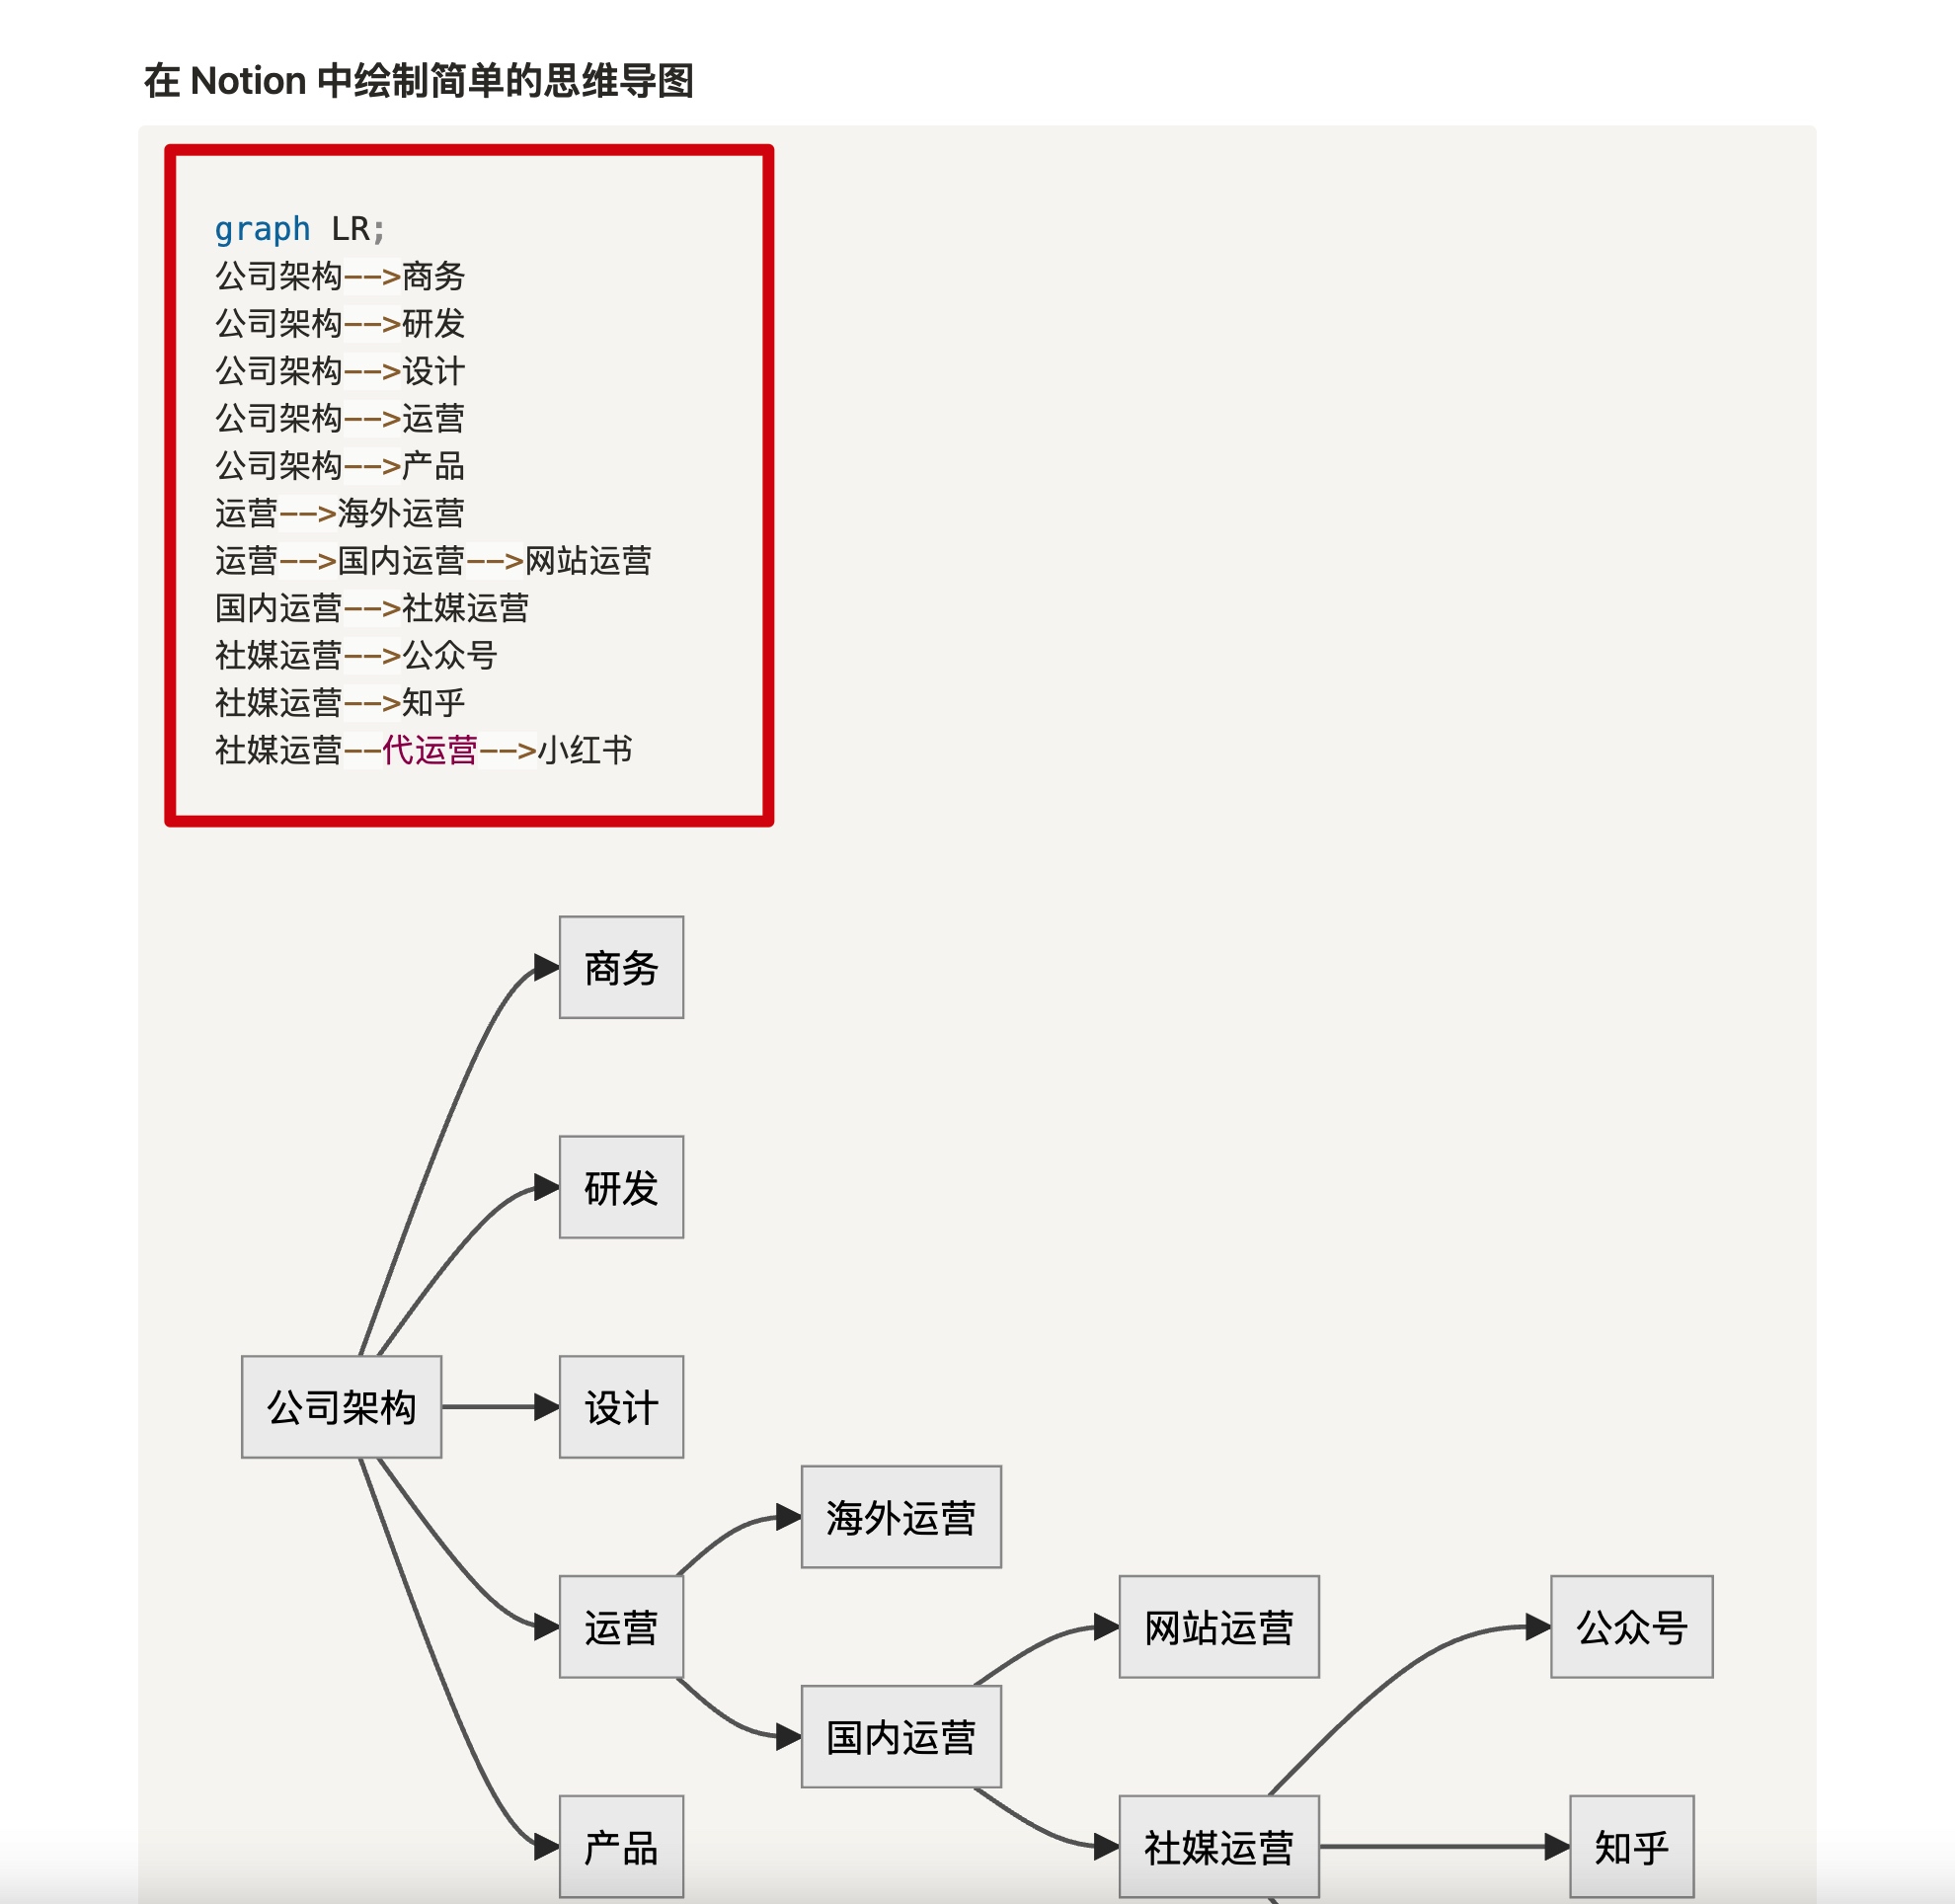 在 Notion 中绘制简单的思维导图
graph LR;
公司架构-->商务
公司架构-->研发
公司架构-->设计
公司架构-->运营
公司架构-->产品
运营-->海外运营
运营-->国内运营-->网站运营
国内运营-->社媒运营
社媒运营-->公众号
社媒运营-->知乎
社媒运营--代运营-->小红书
商务
研发
公司架构
设计
海外运营
运营
网站运营
公众号
国内运营
产品
社媒运营
知乎